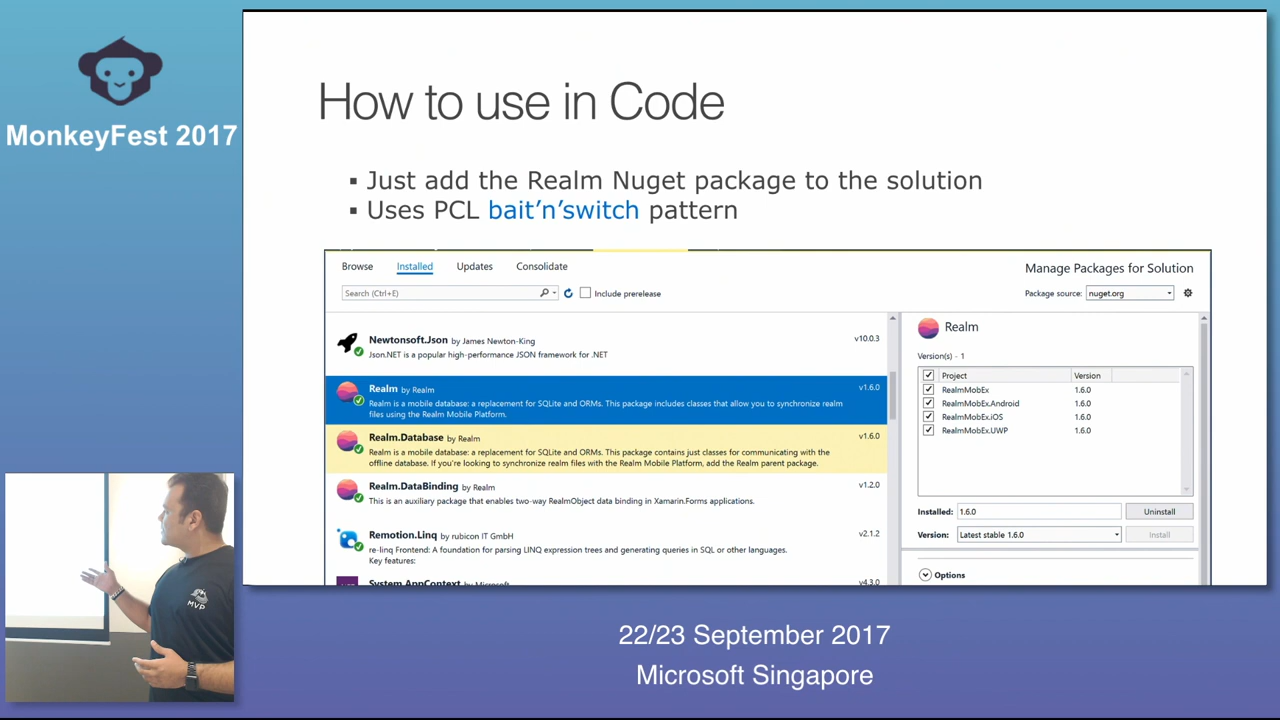 MonkeyFest 2017
How to use in Code
▪ Just add the Realm Nuget package to the solution
▪ Uses PCL bait’n’switch pattern
Browse Installed Updates Consolidate
Manage Packages for Solution
Search (Ctrl+E) Include prerelease
Package source: nuget.org
Newtonsoft.Json by James Newton-King v10.0.3
Json.NET is a popular high-performance JSON framework for .NET
Realm by Realm v1.6.0
Realm is a mobile database: a replacement for SQLite and ORMs. This package includes classes that allow you to synchronize realm
files using the Realm Mobile Platform.
Realm.Database by Realm v1.6.0
Realm is a mobile database: a replacement for SQLite and ORMs. This package contains just classes for communicating with the
offline database. If you're looking to synchronize realm files with the Realm Mobile Platform, add the Realm parent package.
Realm.DataBinding by Realm v1.2.0
This is an auxiliary package that enables two-way RealmObject data binding in Xamarin.Forms applications.
Remotion.Linq by rubicon IT GmbH v2.1.2
re-linq Frontend: A foundation for parsing LINQ expression trees and generating queries in SQL or other languages.
Key features:
System.AppContext by Microsoft v4.3.0
Realm
Version(s) - 1
Project Version
RealmMobEx 1.6.0
RealmMobEx.Android 1.6.0
RealmMobEx.iOS 1.6.0
RealmMobEx.UWP 1.6.0
Installed: 1.6.0 Uninstall
Version: Latest stable 1.6.0 Install
Options
MVP
22/23 September 2017
Microsoft Singapore